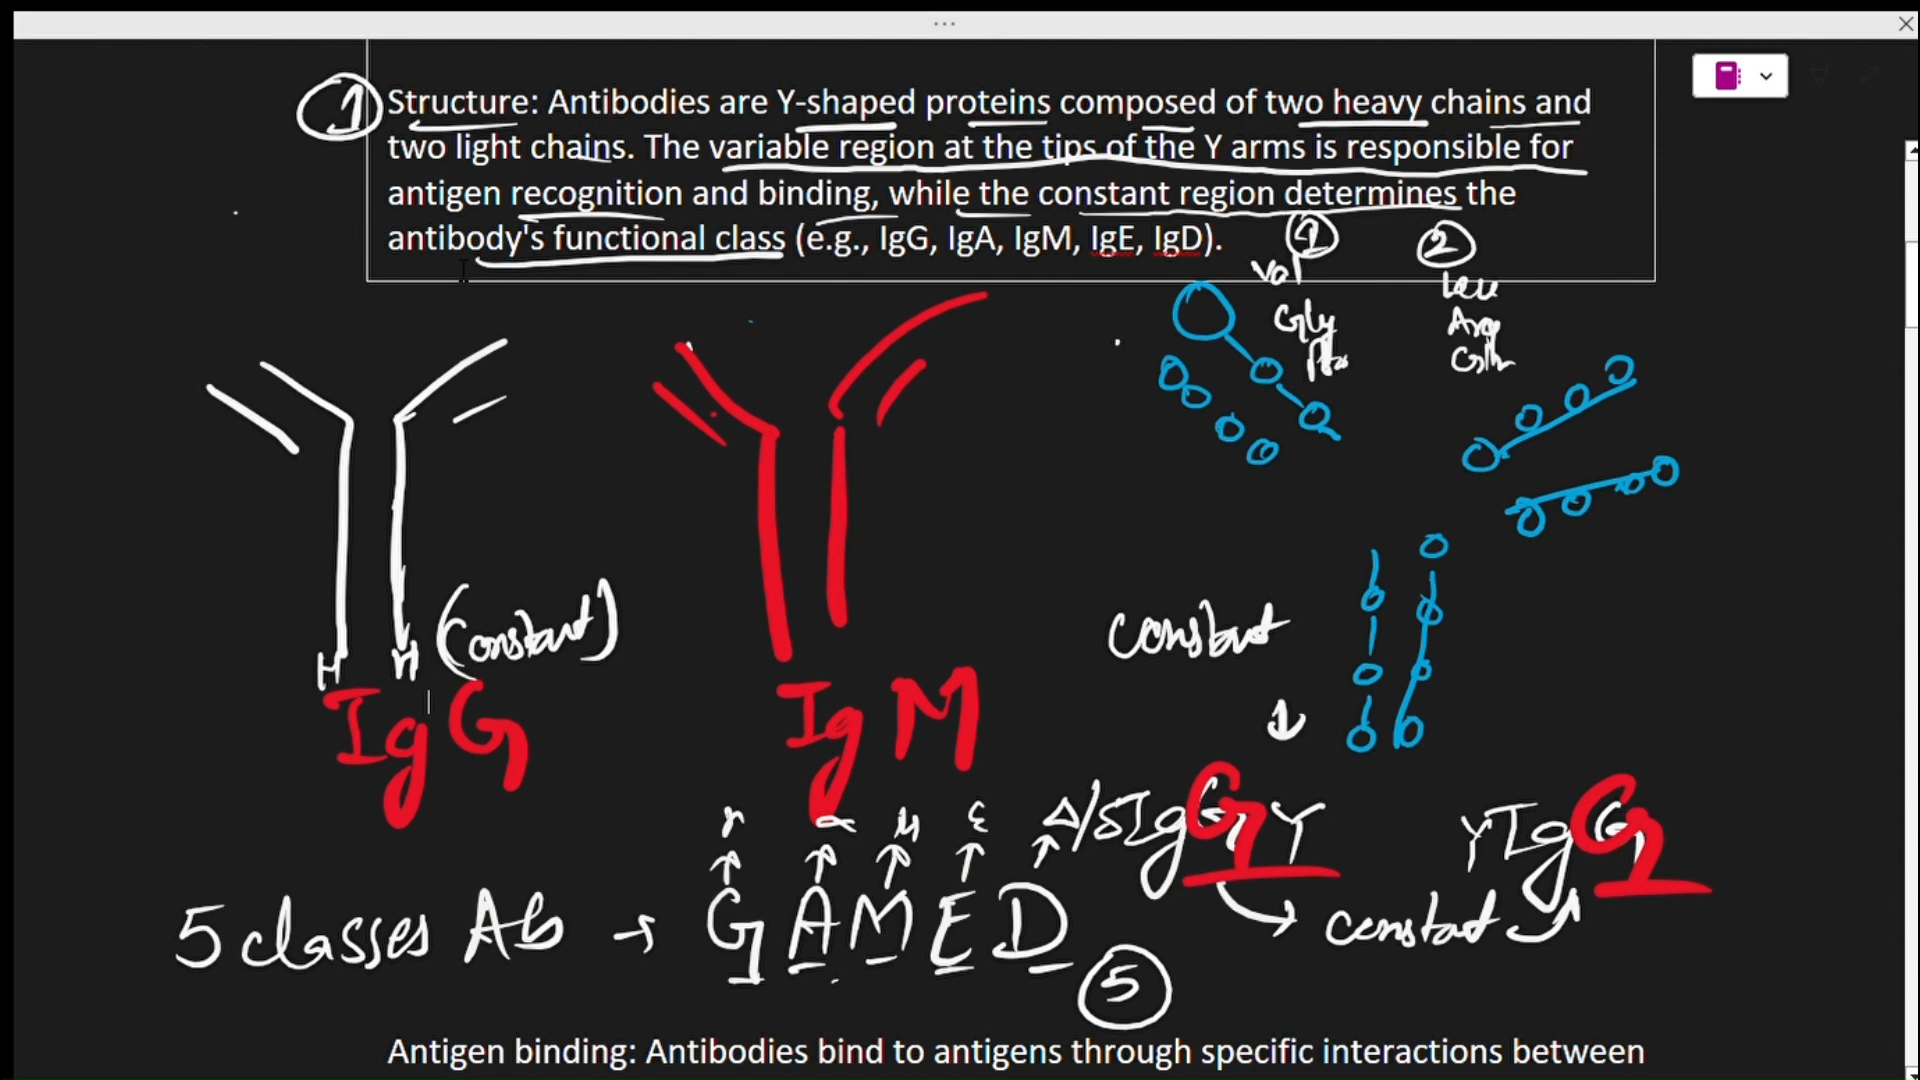 1 Structure: Antibodies are Y-shaped proteins composed of two heavy chains and
two light chains. The variable region at the tips of the Y arms is responsible for
antigen recognition and binding, while the constant region determines the
antibody's functional class (e.g., IgG, IgA, IgM, IgE, IgD).
1 2
Val Leu
Gly Arg
(constant) constant
H H
IgG IgM
γ α μ ε Δ/δ IgG Y YIgG
5 classes Ab → G A M E D
5
Antigen binding: Antibodies bind to antigens through specific interactions between